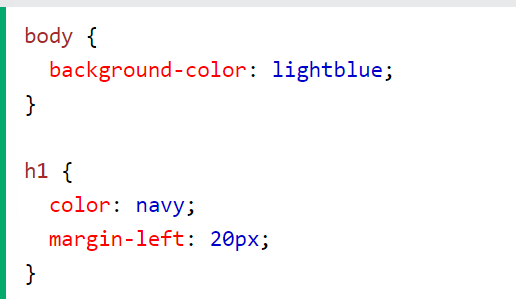 body {
  background-color: lightblue;
}

h1 {
  color: navy;
  margin-left: 20px;
}